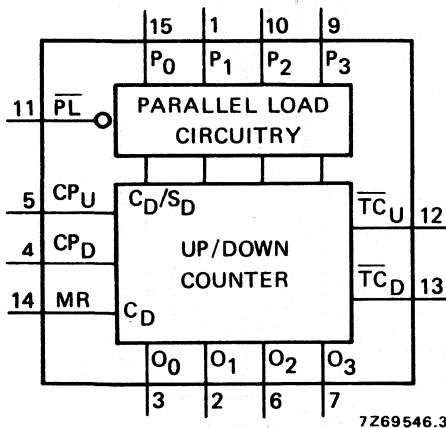 15 1 10 9
P0 P1 P2 P3
11 PL
PARALLEL LOAD
CIRCUITRY
5 CPU
CD/SD
TCU 12
4 CPD
UP/DOWN
COUNTER
TCD 13
14 MR
CD
O0 O1 O2 O3
3 2 6 7
7Z69546.3